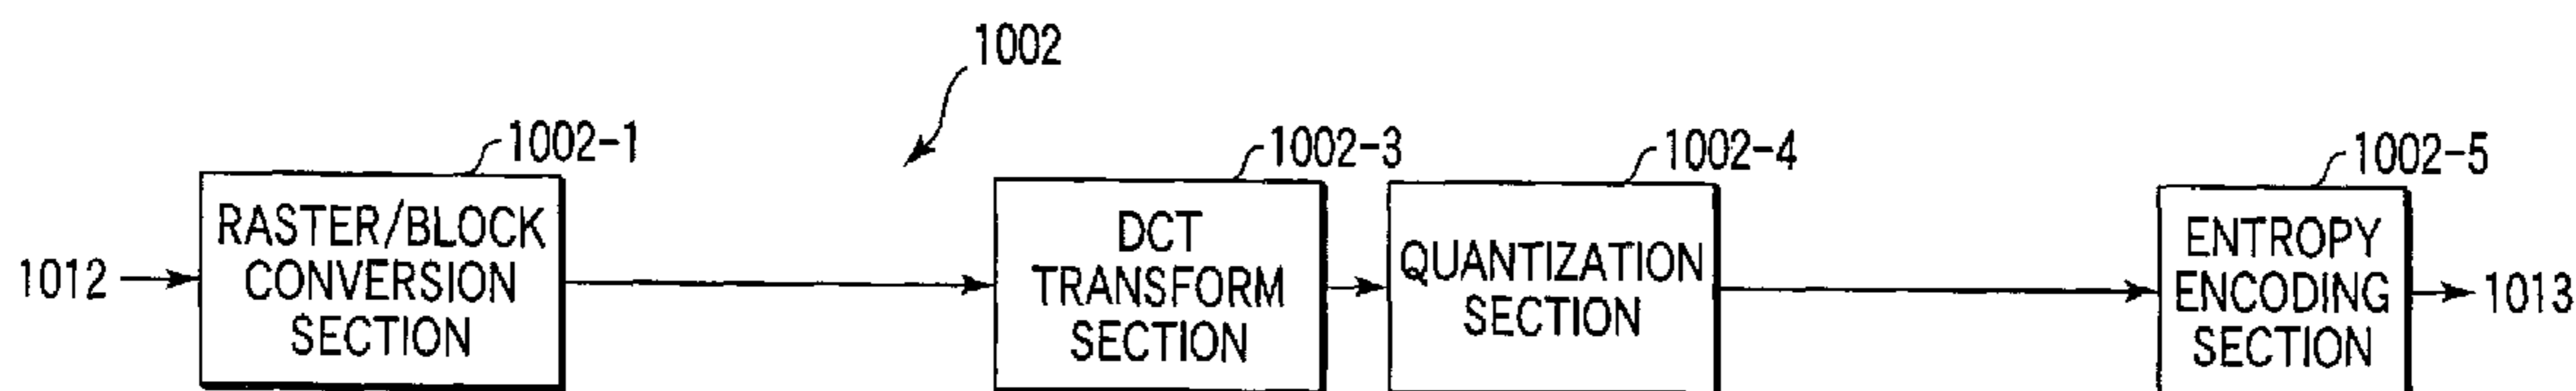 1002
1002-1
1002-3
1002-4
1002-5
1012
RASTER/BLOCK
CONVERSION
SECTION
DCT
TRANSFORM
SECTION
QUANTIZATION
SECTION
ENTROPY
ENCODING
SECTION
1013